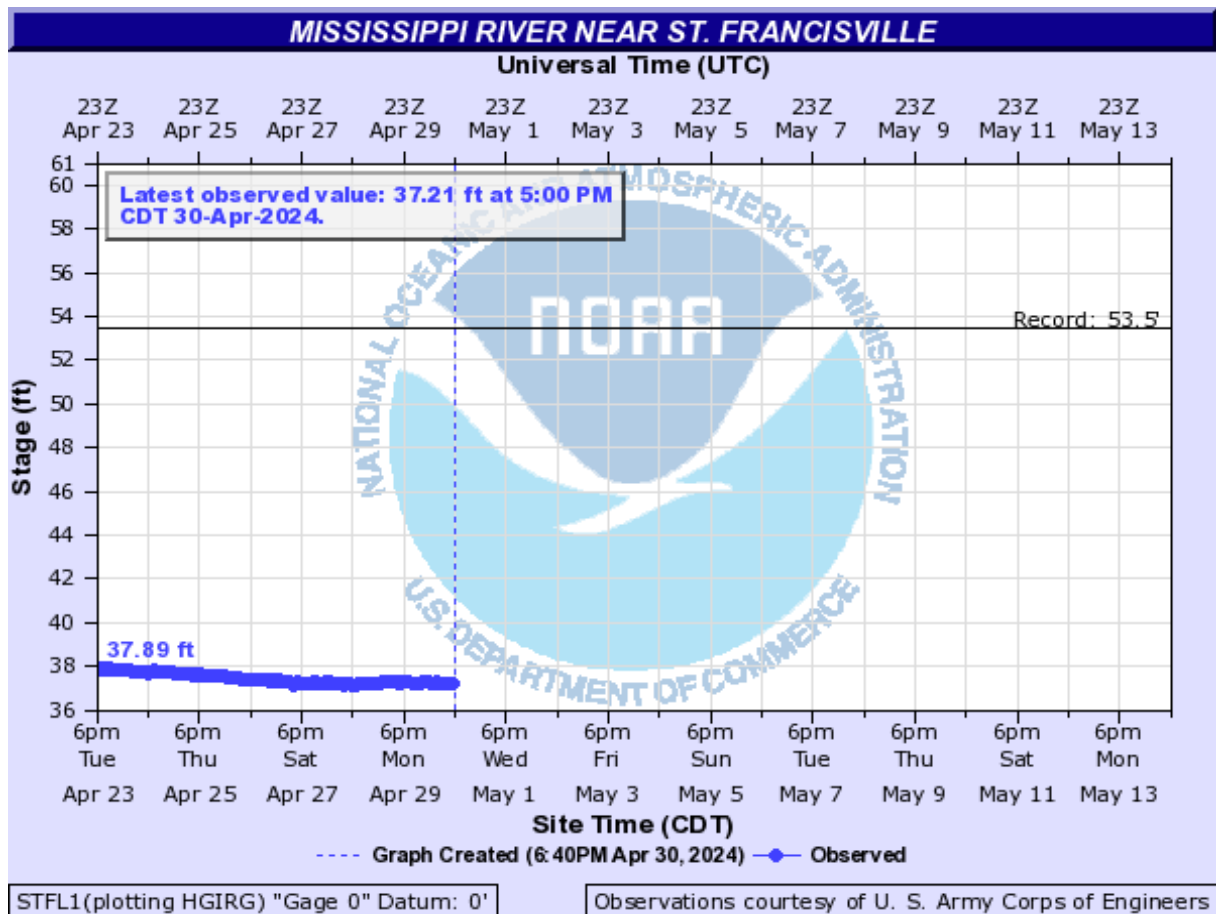 MISSISSIPPI RIVER NEAR ST. FRANCISVILLE
Universal Time (UTC)
23Z 23Z 23Z 23Z 23Z 23Z 23Z 23Z 23Z 23Z 23Z
Apr 23 Apr 25 Apr 27 Apr 29 May 1 May 3 May 5 May 7 May 9 May 11 May 13
Latest observed value: 37.21 ft at 5:00 PM
CDT 30-Apr-2024.
61
60
58
56
54
52
50
48
46
44
42
40
38
36
Stage (ft)
NATIONAL OCEANIC AND ATMOSPHERIC ADMINISTRATION
NOAA
U.S. DEPARTMENT OF COMMERCE
Record: 53.5'
37.89 ft
6pm 6pm 6pm 6pm 6pm 6pm 6pm 6pm 6pm 6pm 6pm
Tue Thu Sat Mon Wed Fri Sun Tue Thu Sat Mon
Apr 23 Apr 25 Apr 27 Apr 29 May 1 May 3 May 5 May 7 May 9 May 11 May 13
Site Time (CDT)
Graph Created (6:40PM Apr 30, 2024) Observed
STFL1(plotting HGIRG) "Gage 0" Datum: 0'
Observations courtesy of U. S. Army Corps of Engineers